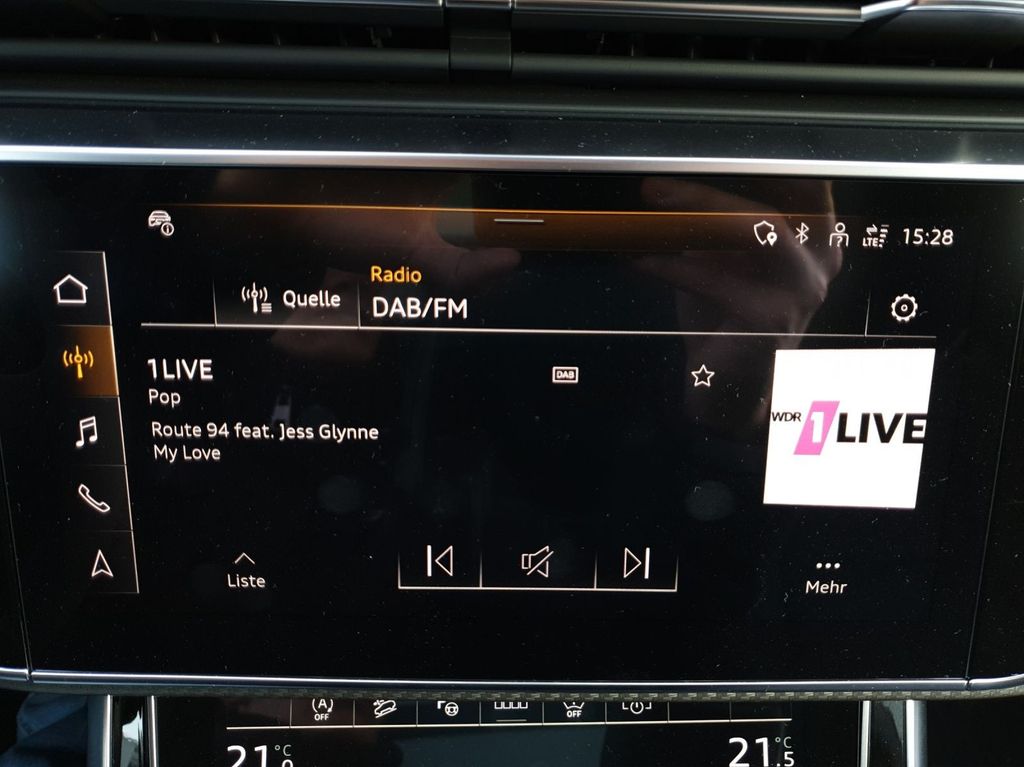 LTE 15:28
Radio
Quelle
DAB/FM
1LIVE
DAB
Pop
Route 94 feat. Jess Glynne
My Love
WDR 1LIVE
Liste
Mehr
A
OFF
OFF
21 °C
21.5 °C